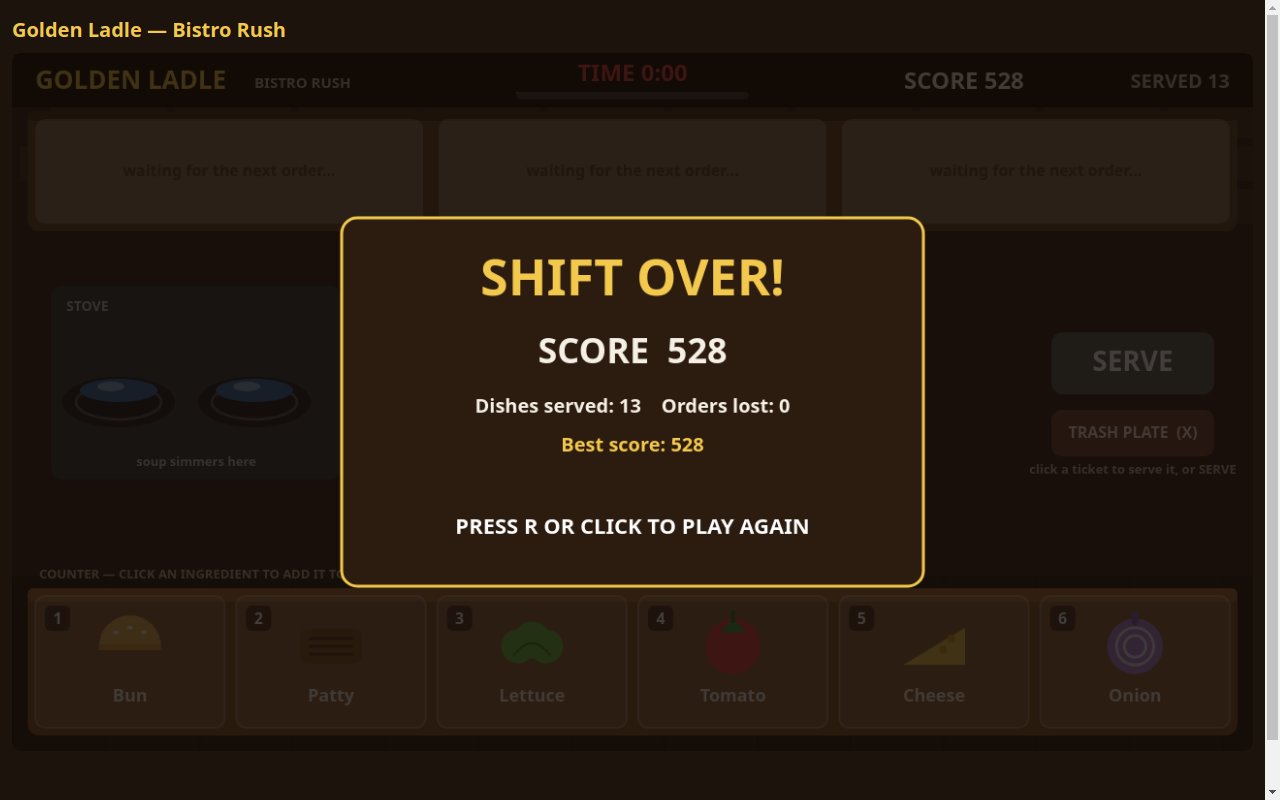 Golden Ladle — Bistro Rush
GOLDEN LADLE BISTRO RUSH TIME 0:00 SCORE 528 SERVED 13
waiting for the next order... waiting for the next order... waiting for the next order...
SHIFT OVER!
SCORE 528
Dishes served: 13 Orders lost: 0
Best score: 528
PRESS R OR CLICK TO PLAY AGAIN
STOVE
soup simmers here
SERVE
TRASH PLATE (X)
click a ticket to serve it, or SERVE
COUNTER — CLICK AN INGREDIENT TO ADD IT
1 2 3 4 5 6
Bun Patty Lettuce Tomato Cheese Onion